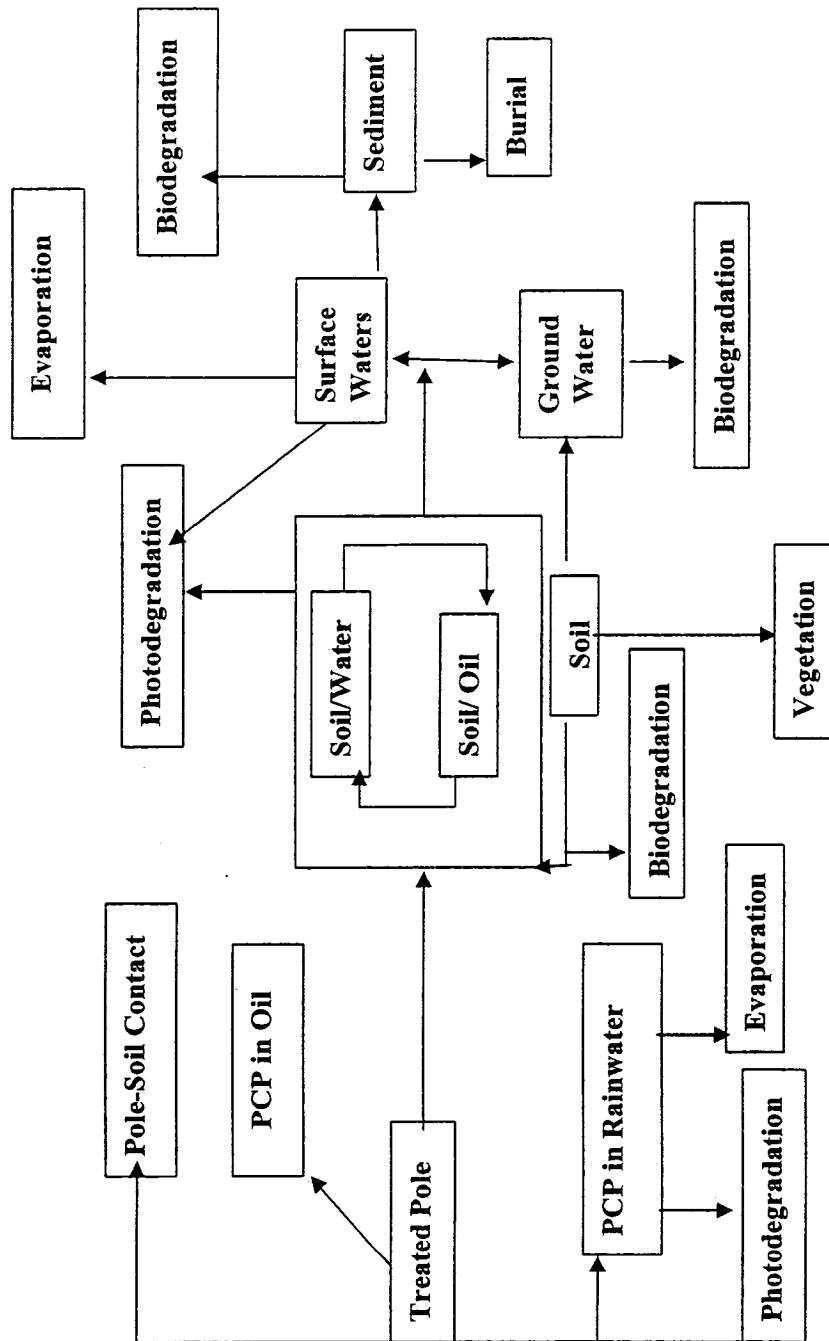 Evaporation
Pole-Soil Contact
Photodegradation
Biodegradation
PCP in Oil
Surface
Waters
Soil/Water
Sediment
Treated Pole
Soil/ Oil
Burial
Ground
Water
Soil
PCP in Rainwater
Biodegradation
Biodegradation
Evaporation
Photodegradation
Vegetation